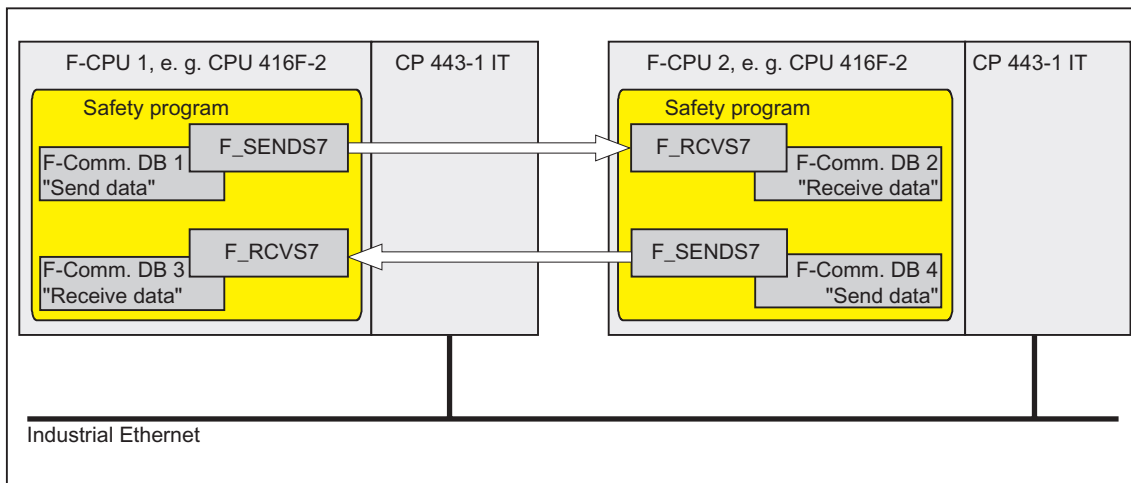 F-CPU 1, e. g. CPU 416F-2
CP 443-1 IT
Safety program
F_SENDS7
F-Comm. DB 1
"Send data"
F_RCVS7
F-Comm. DB 3
"Receive data"
F-CPU 2, e. g. CPU 416F-2
CP 443-1 IT
Safety program
F_RCVS7
F-Comm. DB 2
"Receive data"
F_SENDS7
F-Comm. DB 4
"Send data"
Industrial Ethernet